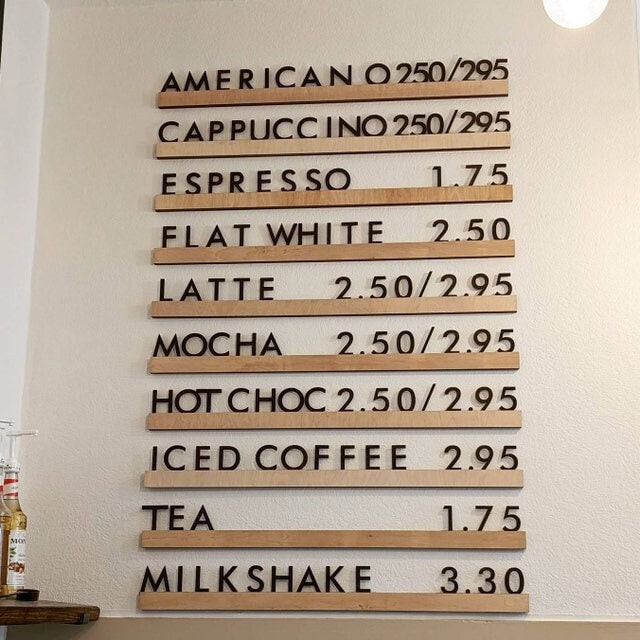 AMERICANO 250/295
CAPPUCCINO 250/295
ESPRESSO 1.75
FLAT WHITE 2.50
LATTE 2.50/2.95
MOCHA 2.50/2.95
HOT CHOC 2.50/2.95
ICED COFFEE 2.95
TEA 1.75
MILKSHAKE 3.30